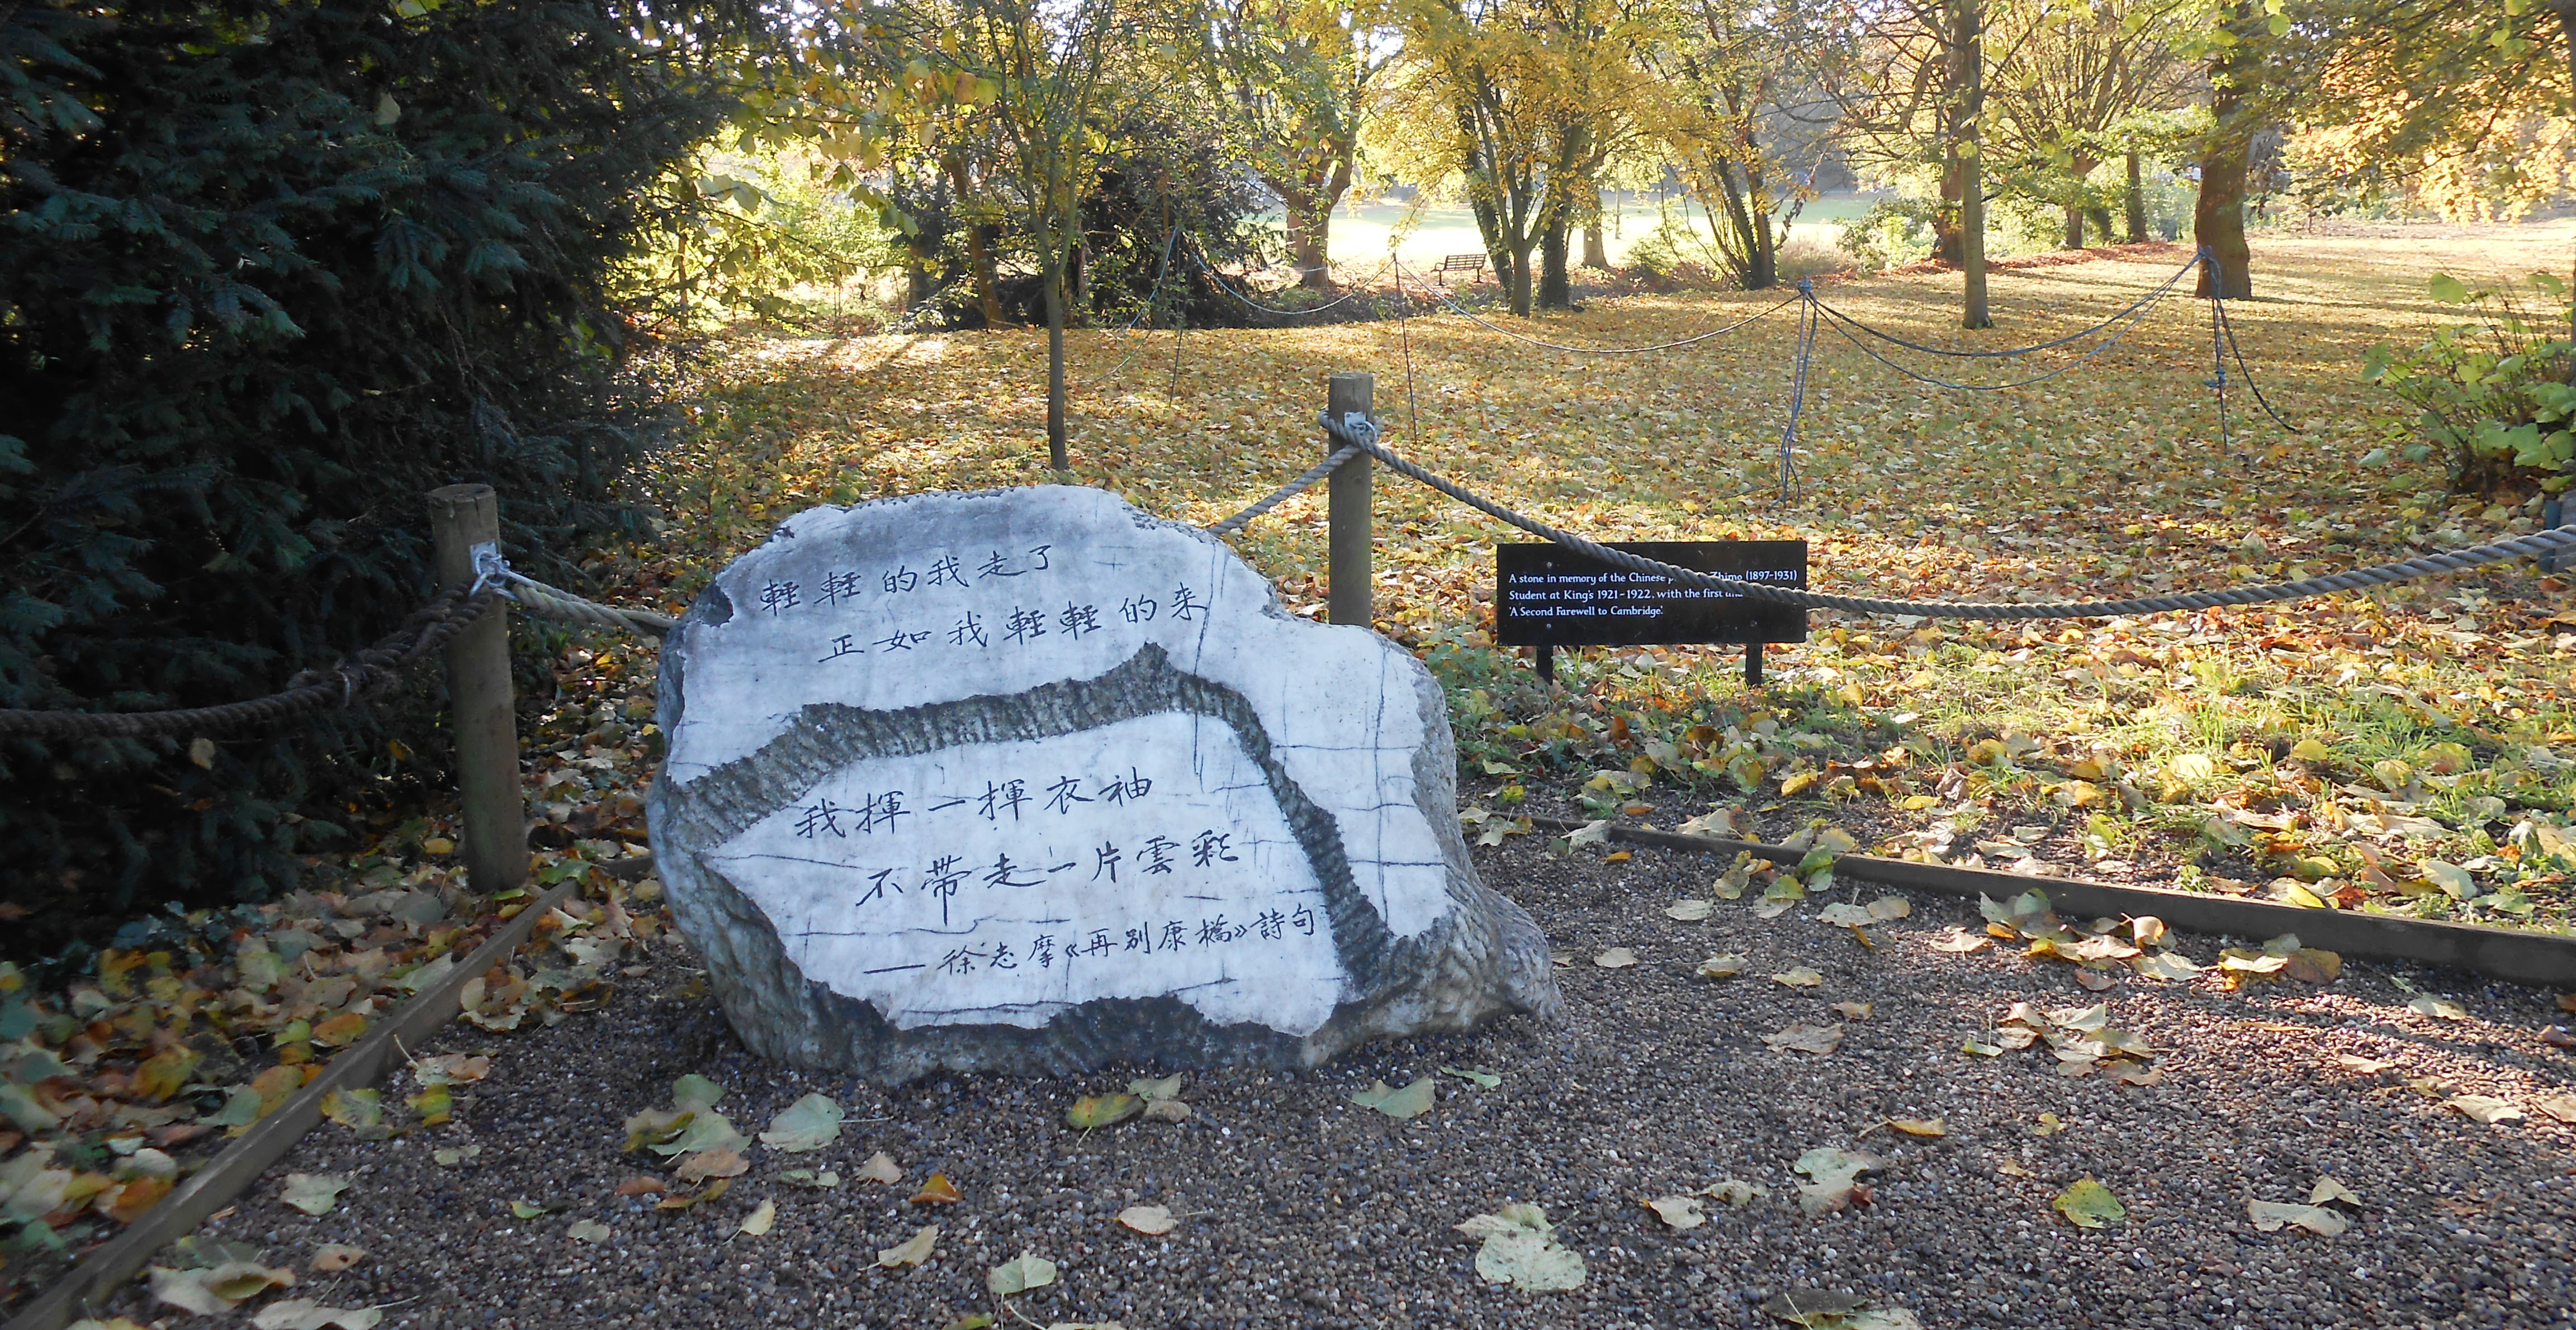 輕輕的我走了
正如我輕輕的来
我揮一揮衣袖
不帶走一片雲彩
——徐志摩《再别康橋》詩句
A stone in memory of the Chinese Zhimo (1897-1931)
Student at King's 1921-1922, with the first
'A Second Farewell to Cambridge'.